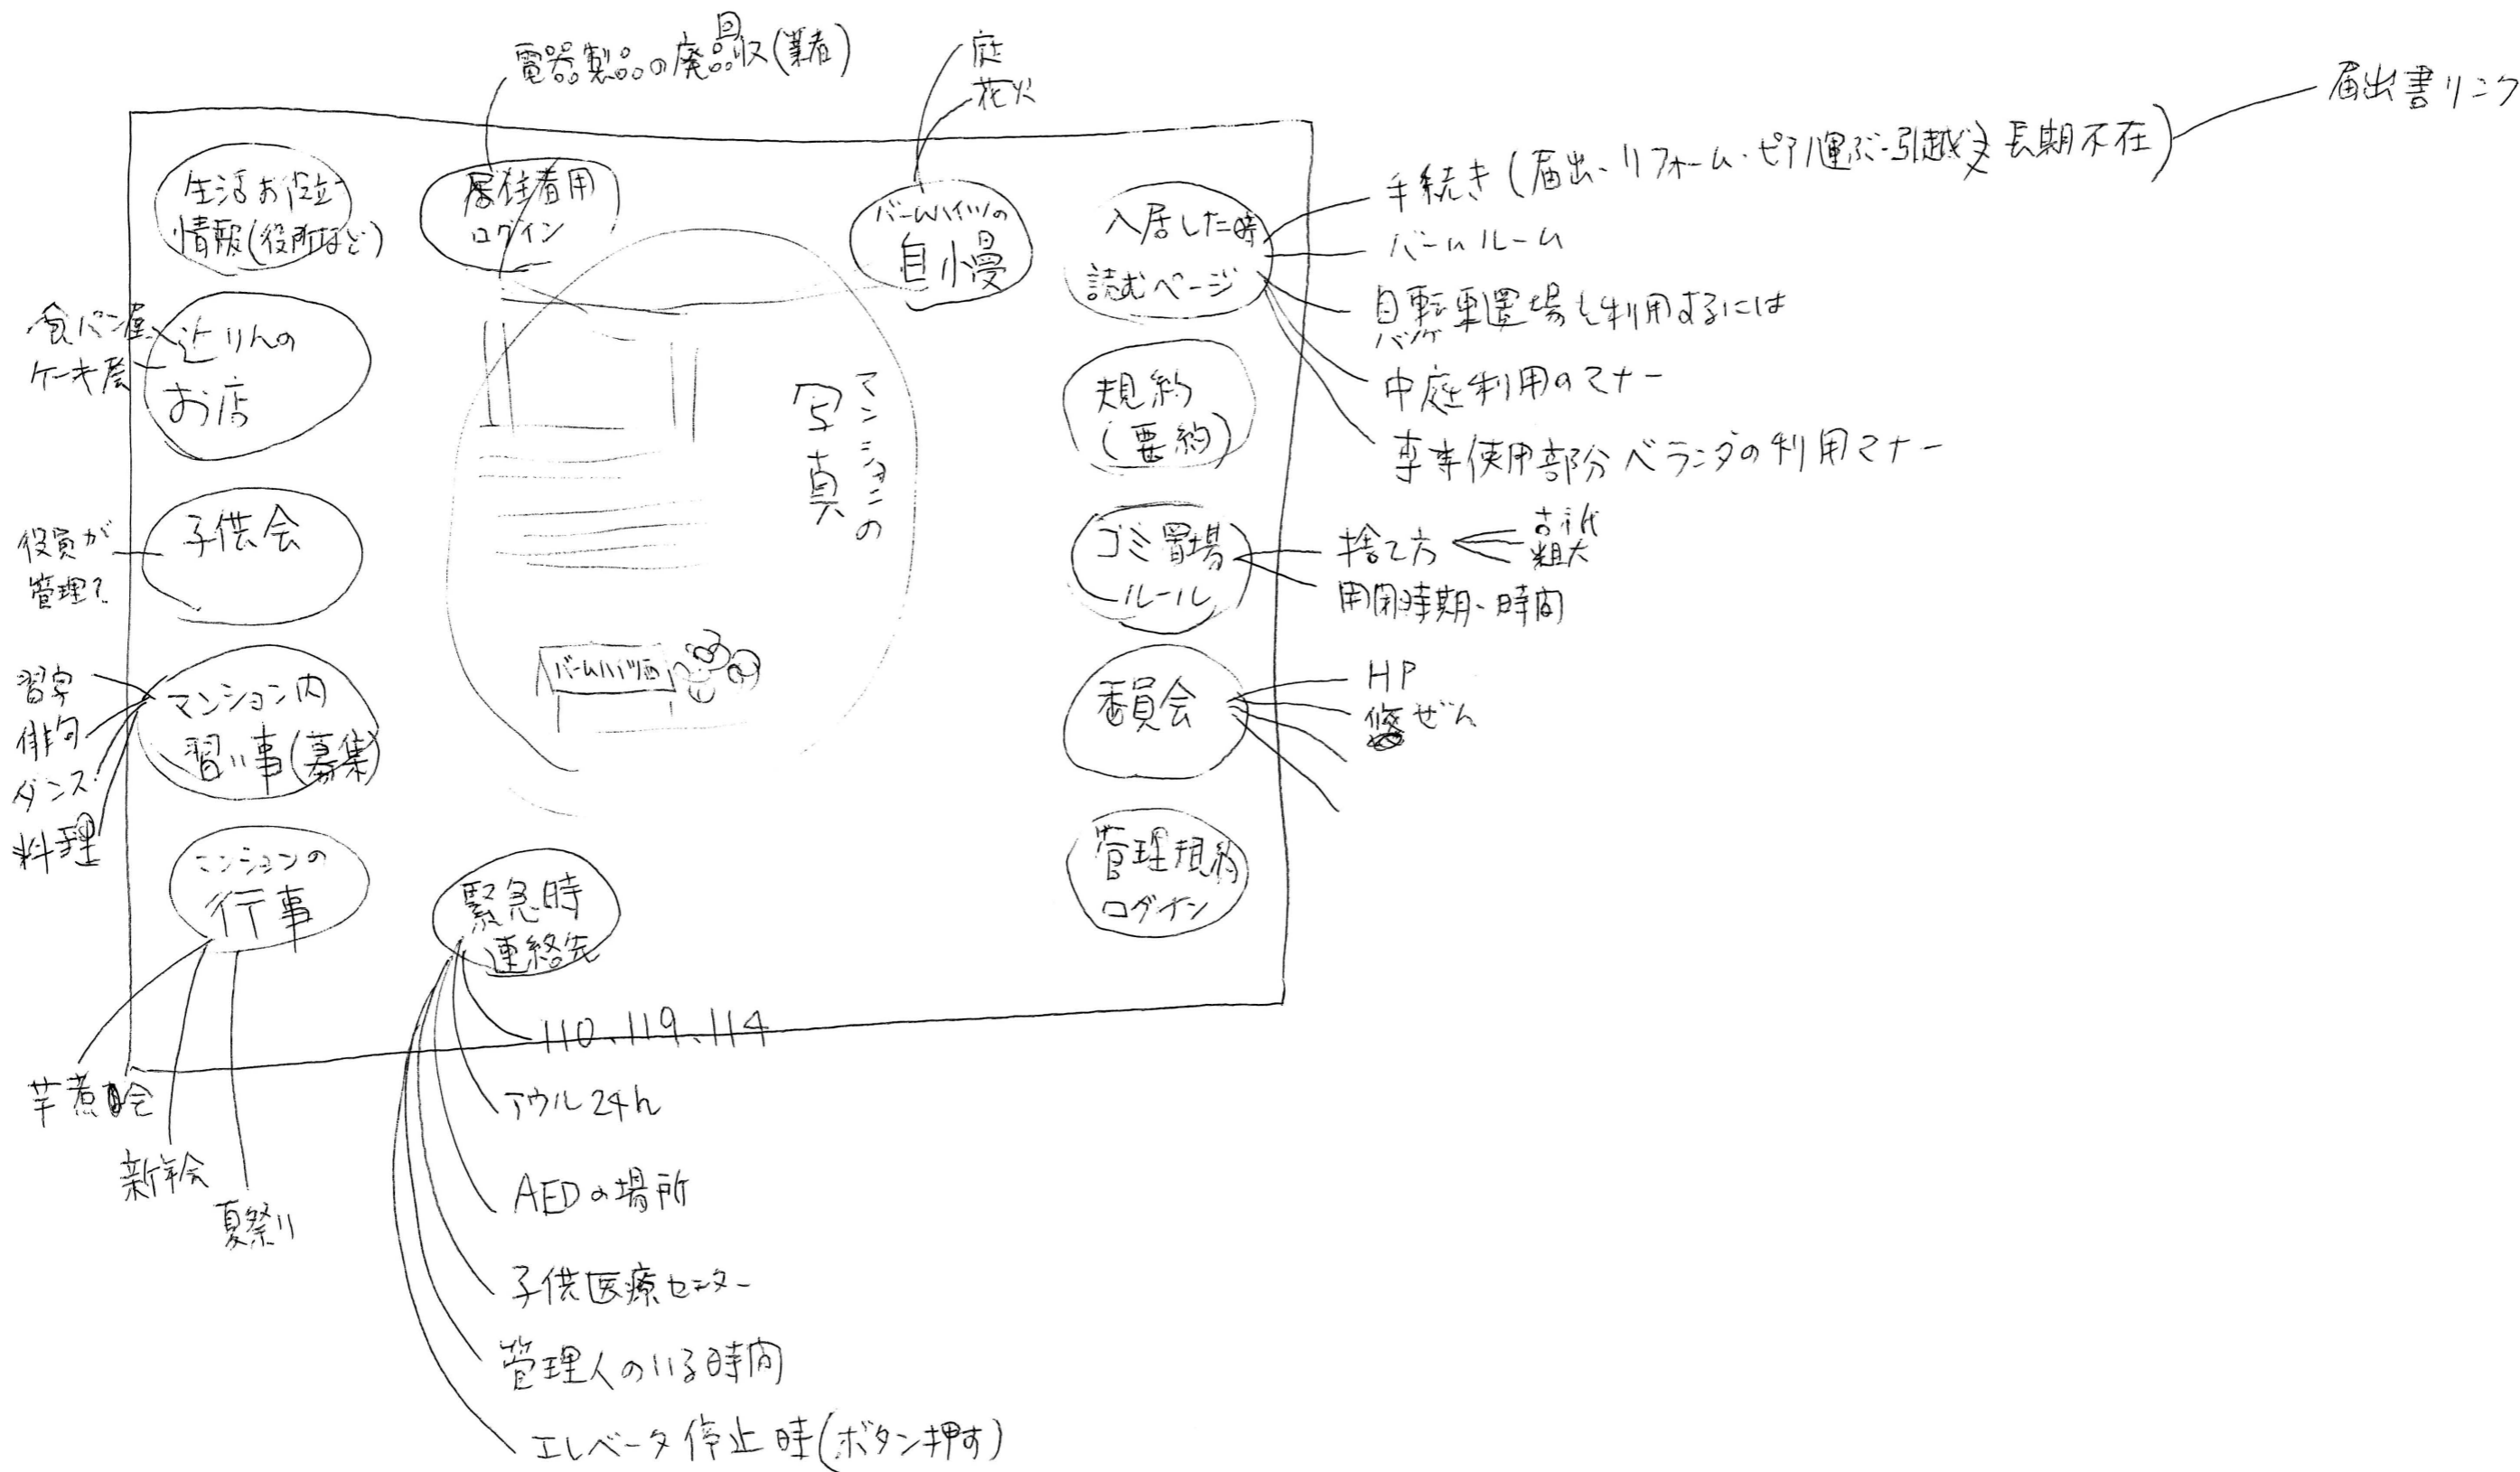 電器製品の廃品回収(業者)
庭
花火
届出書リンク
生活お役立
情報(役所など)
居住者用
ログイン
パームハイツの
自慢
入居した時
読むページ
手続き(届出、リフォーム・ピアノ運ぶ・引越 長期不在)
パームルーム
自転車置場を利用するには
バイク
中庭利用のマナー
専使用部分ベランダの利用マナー
食パン屋
ケーキ屋
近りんの
お店
マンションの
写真
規約
(要約)
役員が
管理?
子供会
ゴミ置場
ルール
捨て方
古紙
粗大
開閉時期・時間
習字
俳句
ダンス
料理
マンション内
習い事(募集)
パームハイツ西
委員会
HP
修ぜん
マンションの
行事
緊急時
連絡先
管理規約
ログイン
芋煮会
新年会
夏祭り
110.119.114
アウル24h
AEDの場所
子供医療センター
管理人のいる時間
エレベータ停止時(ボタン押す)